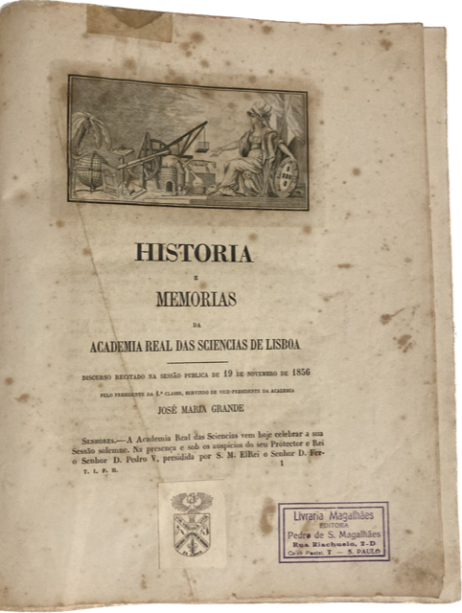 HISTORIA
E
MEMORIAS
DA
ACADEMIA REAL DAS SCIENCIAS DE LISBOA
DISCURSO RECITADO NA SESSÃO PUBLICA DE 19 DE NOVEMBRO DE 1856
PELO PRESIDENTE DA 1.ª CLASSE, SERVINDO DE VICE-PRESIDENTE DA ACADEMIA
JOSÉ MARIA GRANDE
SENHORES.—A Academia Real das Sciencias vem hoje celebrar a sua
Sessão solemne. Na presença e sob os auspicios do seu Protector e Rei
o Senhor D. Pedro V, presidida por S. M. ElRei o Senhor D. Fer-
T. I. P. II.
1
Livraria Magalhães
EDITORA
Pedro de S. Magalhães
Rua Riachuelo, 2-D
Caixa Postal, T — S. PAULO